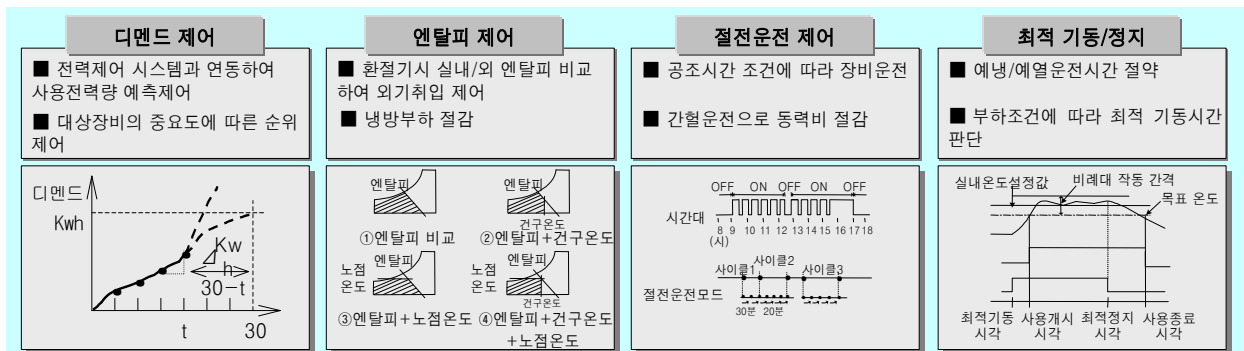 디멘드 제어
■ 전력제어 시스템과 연동하여
사용전력량 예측제어
■ 대상장비의 중요도에 따른 순위
제어
디멘드
Kwh
Kw
h
30-t
t
30
엔탈피 제어
■ 환절기시 실내/외 엔탈피 비교
하여 외기취입 제어
■ 냉방부하 절감
엔탈피
①엔탈피 비교
엔탈피
건구온도
②엔탈피+건구온도
노점
온도
엔탈피
③엔탈피+노점온도
노점
온도
엔탈피
건구온도
④엔탈피+건구온도
+노점온도
절전운전 제어
■ 공조시간 조건에 따라 장비운전
■ 간헐운전으로 동력비 절감
OFF ON OFF ON OFF
시간대
8 9 10 11 12 13 14 15 16 17 18
(시)
사이클1 사이클2 사이클3
절전운전모드
30분 20분
최적 기동/정지
■ 예냉/예열운전시간 절약
■ 부하조건에 따라 최적 기동시간
판단
실내온도설정값
비례대 작동 간격
목표 온도
최적기동 사용개시 최적정지 사용종료
시각 시각 시각 시각